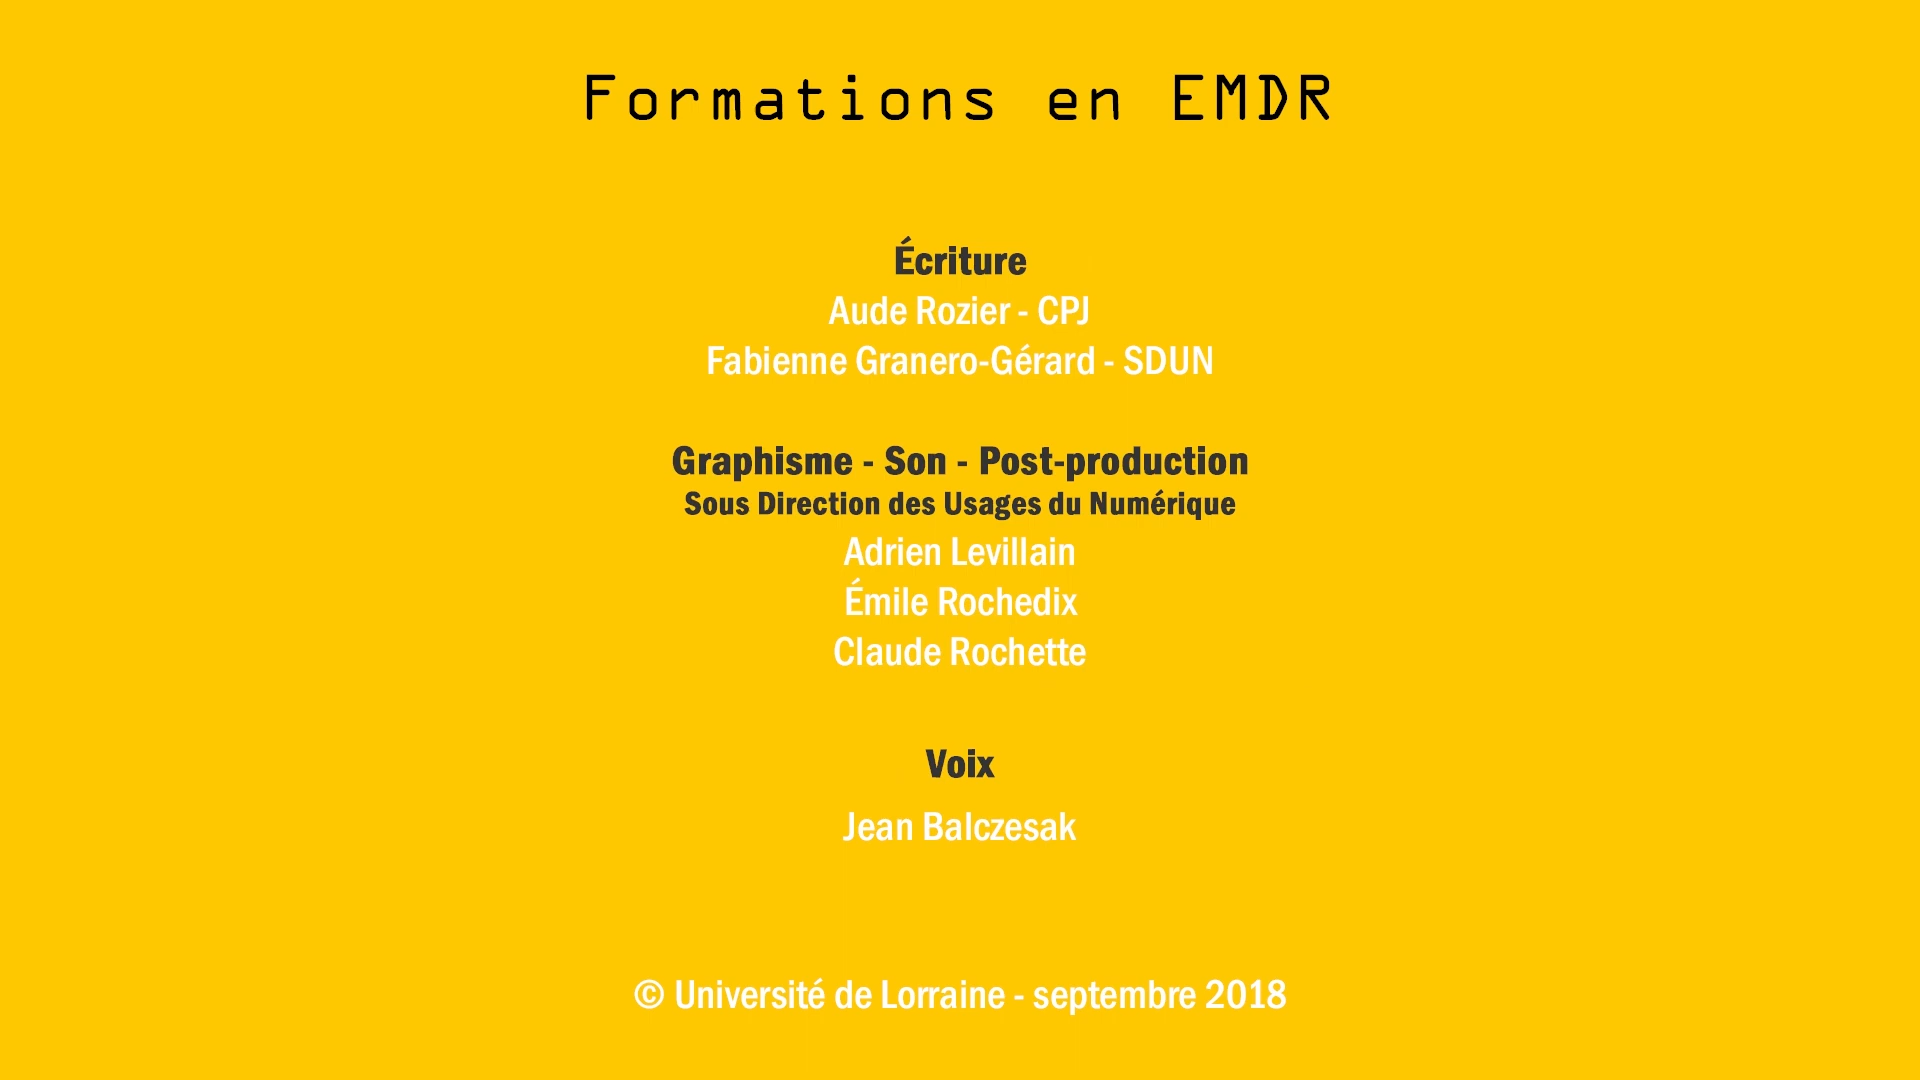 Formations en EMDR
Écriture
Aude Rozier - CPJ
Fabienne Granero-Gérard - SDUN
Graphisme - Son - Post-production
Sous Direction des Usages du Numérique
Adrien Levillain
Émile Rochedix
Claude Rochette
Voix
Jean Balczesak
© Université de Lorraine - septembre 2018